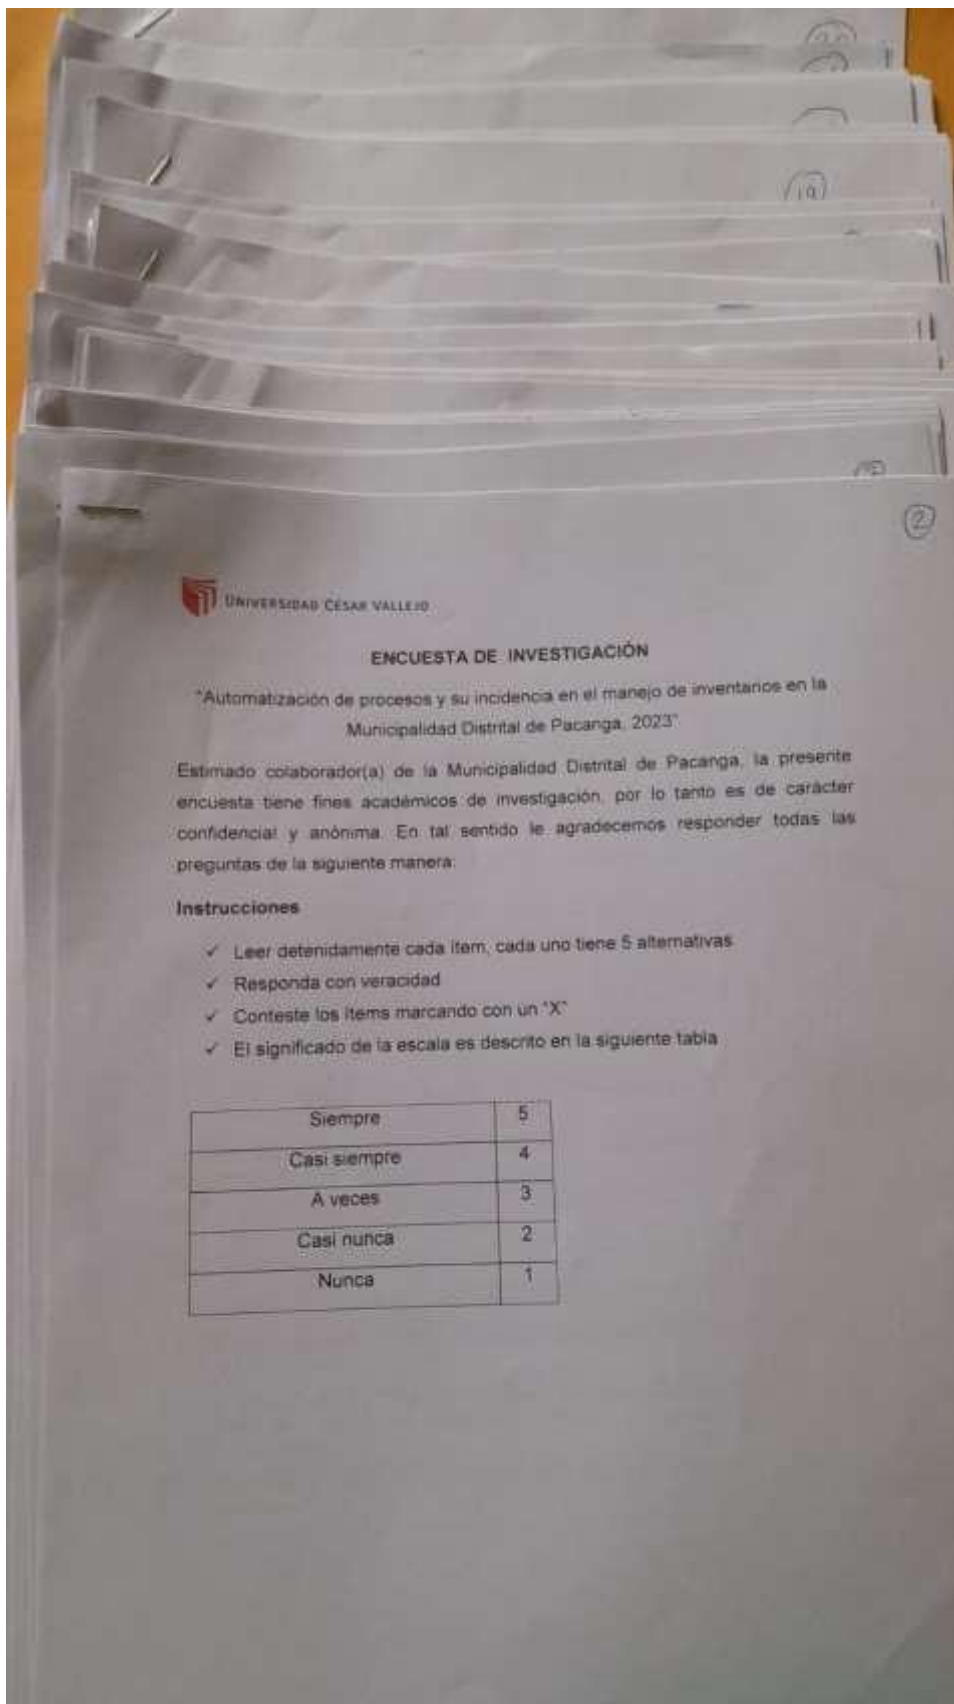 19
2
UNIVERSIDAD CÉSAR VALLEJO
ENCUESTA DE INVESTIGACIÓN
"Automatización de procesos y su incidencia en el manejo de inventarios en la
Municipalidad Distrital de Pacanga, 2023"
Estimado colaborador(a) de la Municipalidad Distrital de Pacanga, la presente
encuesta tiene fines académicos de investigación, por lo tanto es de carácter
confidencial y anónima. En tal sentido le agradecemos responder todas las
preguntas de la siguiente manera:
Instrucciones
✓ Leer detenidamente cada ítem, cada uno tiene 5 alternativas
✓ Responda con veracidad
✓ Conteste los ítems marcando con un "X"
✓ El significado de la escala es descrito en la siguiente tabla
Siempre 5
Casi siempre 4
A veces 3
Casi nunca 2
Nunca 1